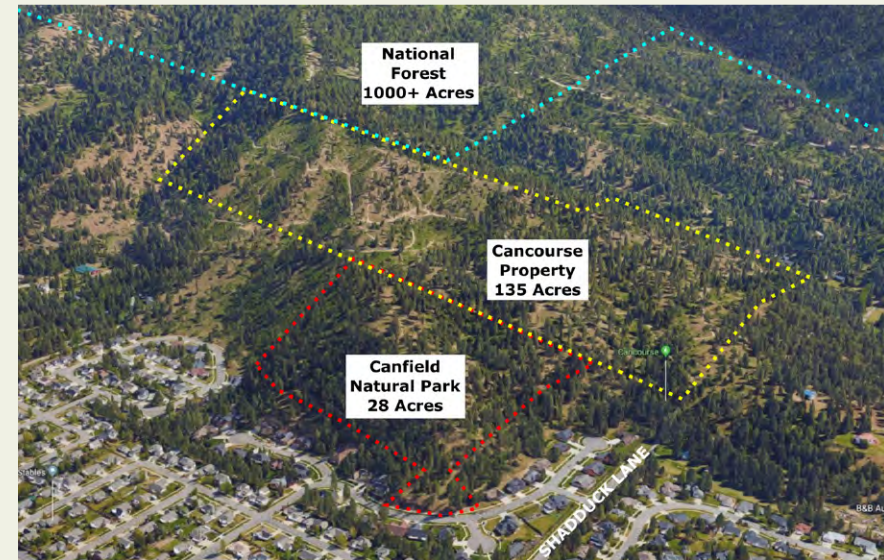 National
Forest
1000+ Acres
Cancourse
Property
135 Acres
Cancourse
Canfield
Natural Park
28 Acres
Stables
SHADDUCK LANE
B&B Au